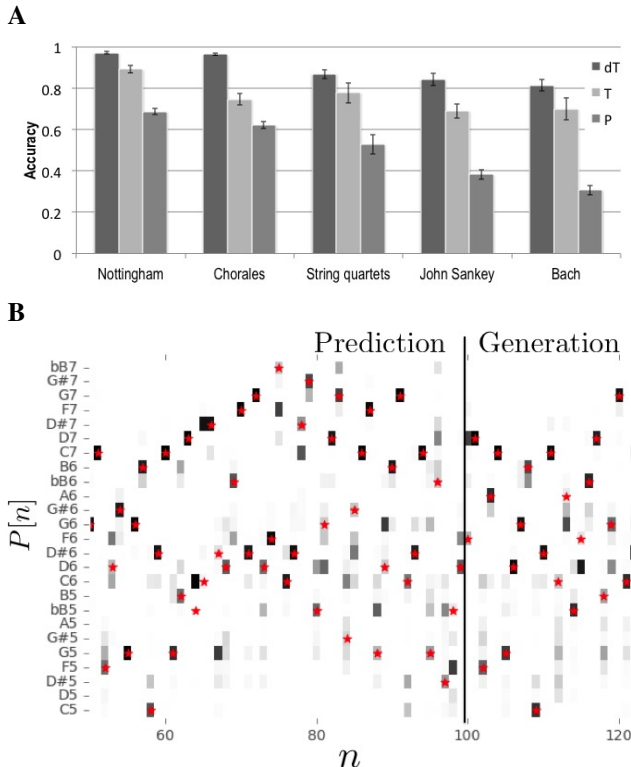 A
1
0.8
0.6
0.4
0.2
0
Accuracy
dT
T
P
Nottingham
Chorales
String quartets
John Sankey
Bach
B
Prediction
Generation
bB7
G#7
G7
F7
D#7
D7
C7
B6
bB6
A6
G#6
G6
F6
D#6
D6
C6
B5
bB5
A5
G#5
G5
F5
D#5
D5
C5
P[n]
60
80
100
120
n